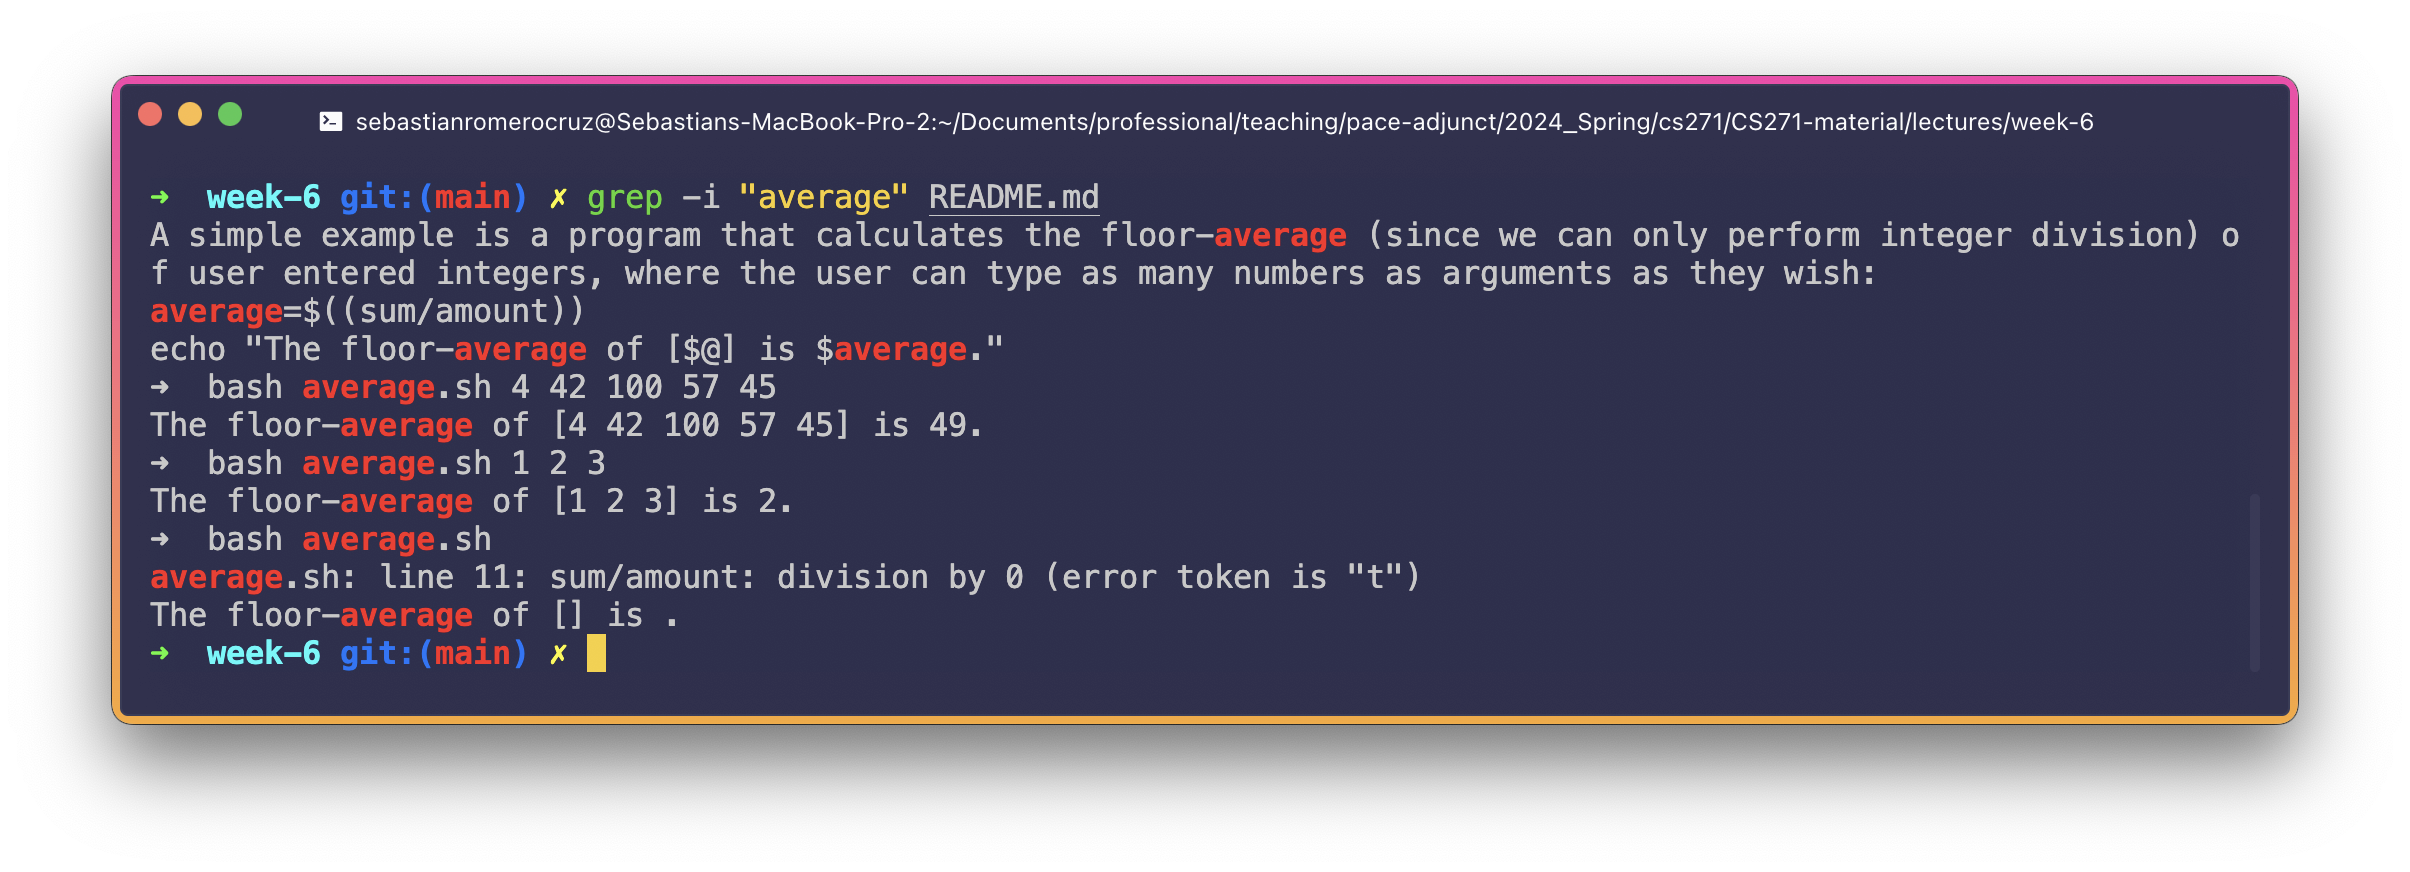 sebastianromerocruz@Sebastians-MacBook-Pro-2:~/Documents/professional/teaching/pace-adjunct/2024_Spring/cs271/CS271-material/lectures/week-6
➜  week-6 git:(main) ✗ grep -i "average" README.md
A simple example is a program that calculates the floor-average (since we can only perform integer division) o
f user entered integers, where the user can type as many numbers as arguments as they wish:
average=$((sum/amount))
echo "The floor-average of [$@] is $average."
➜  bash average.sh 4 42 100 57 45
The floor-average of [4 42 100 57 45] is 49.
➜  bash average.sh 1 2 3
The floor-average of [1 2 3] is 2.
➜  bash average.sh
average.sh: line 11: sum/amount: division by 0 (error token is "t")
The floor-average of [] is .
➜  week-6 git:(main) ✗